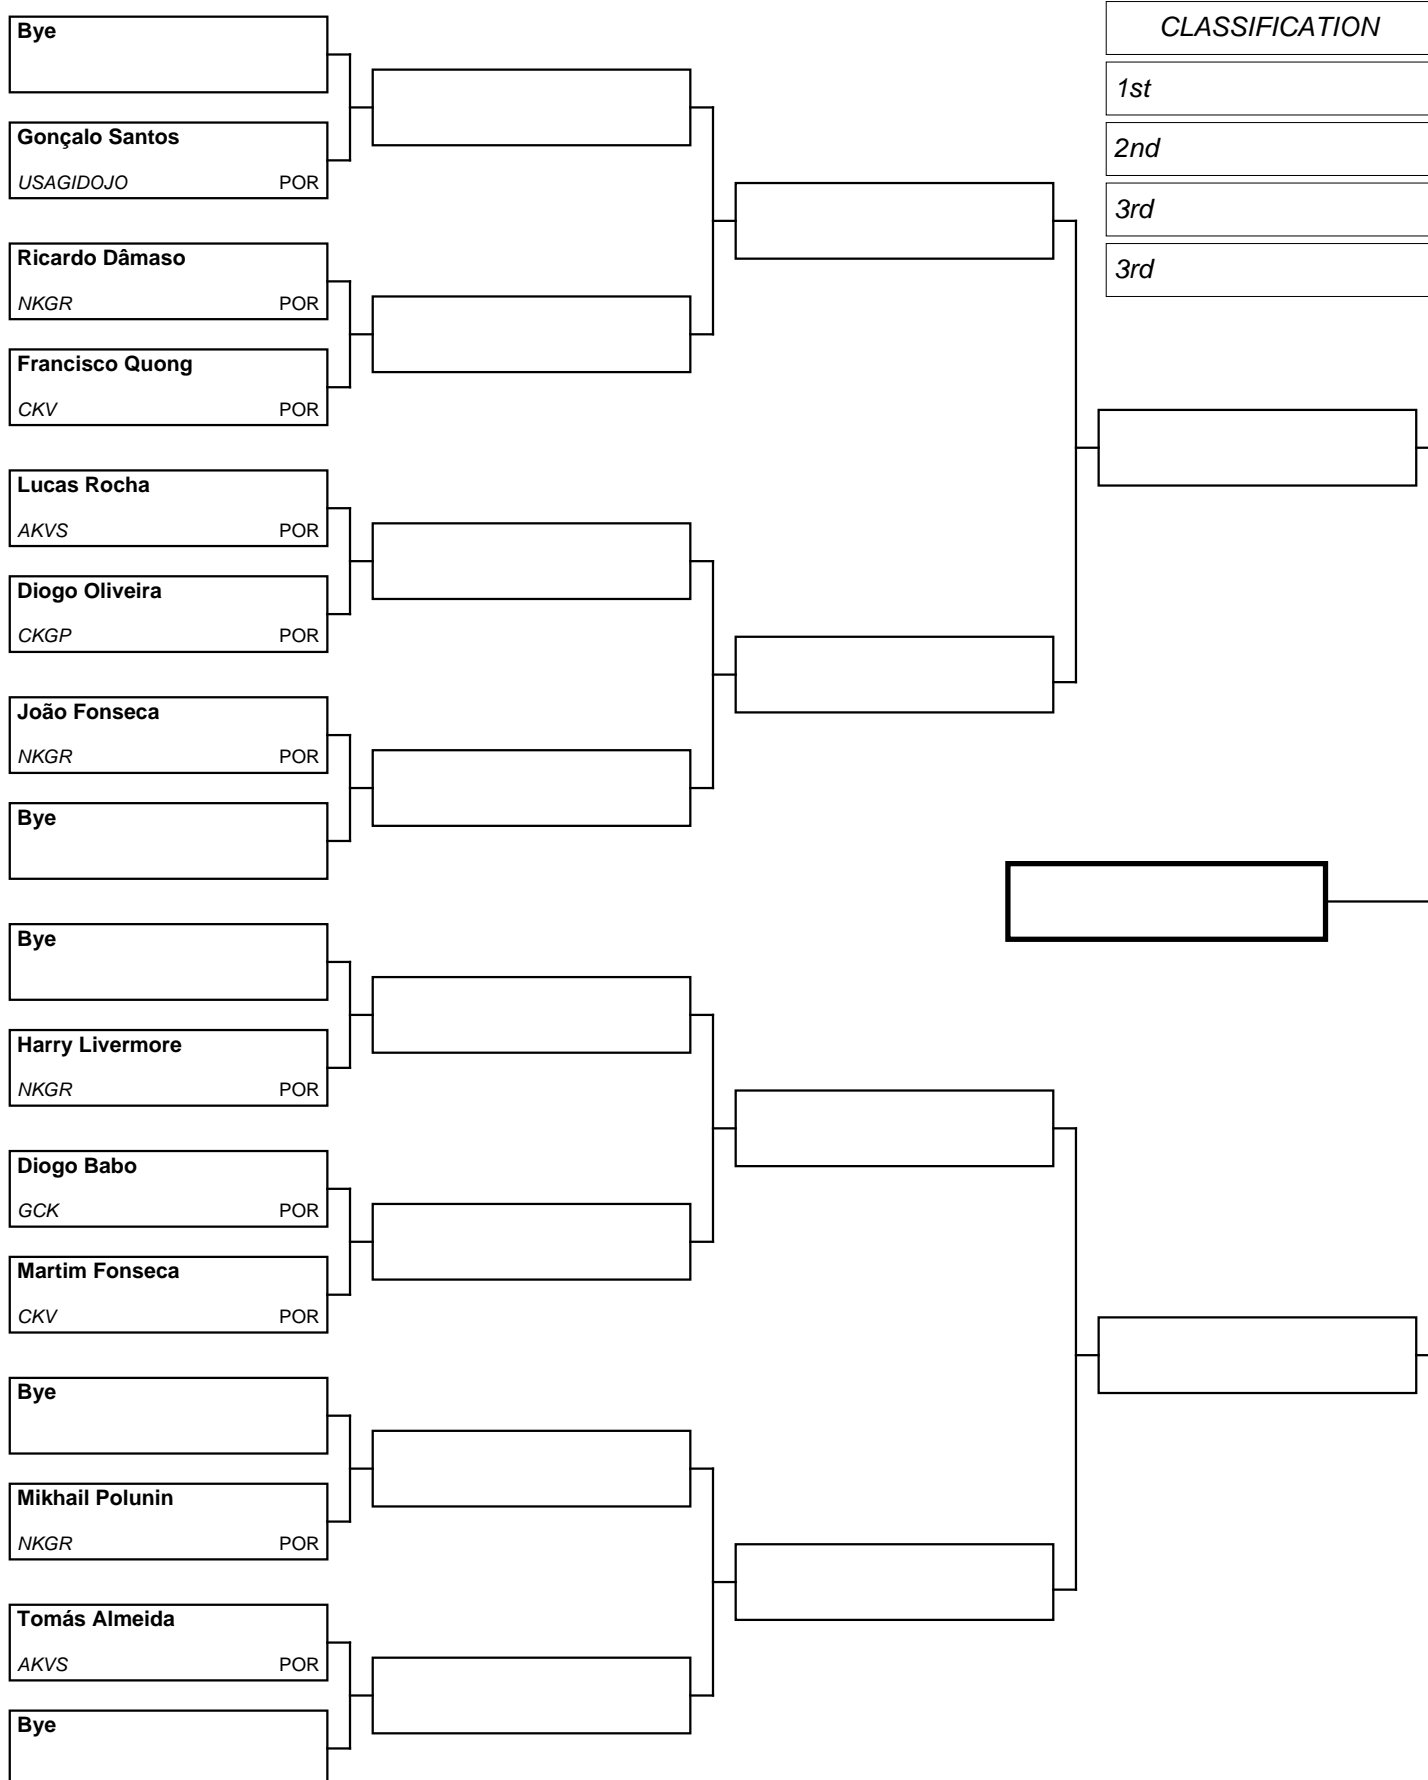 Bye
Gonçalo Santos
USAGIDOJO POR
Ricardo Dâmaso
NKGR POR
Francisco Quong
CKV POR
Lucas Rocha
AKVS POR
Diogo Oliveira
CKGP POR
João Fonseca
NKGR POR
Bye
Bye
Harry Livermore
NKGR POR
Diogo Babo
GCK POR
Martim Fonseca
CKV POR
Bye
Mikhail Polunin
NKGR POR
Tomás Almeida
AKVS POR
Bye
CLASSIFICATION
1st
2nd
3rd
3rd